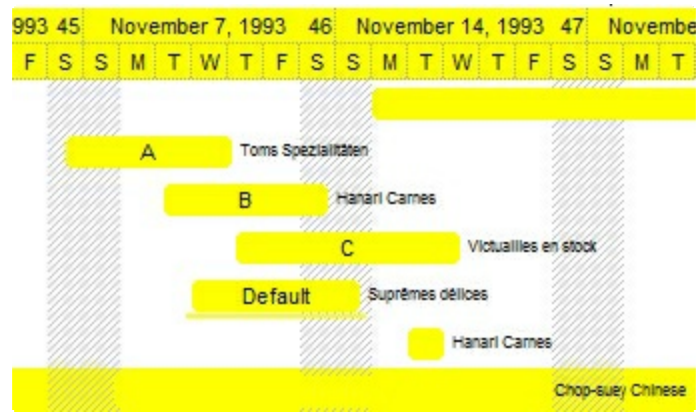 993 45 November 7, 1993 46 November 14, 1993 47 Novembe
F S S M T W T F S S M T W T F S S M T
A Toms Spezialitäten
B Hanari Carnes
C Victuailles en stock
Default Suprêmes délices
Hanari Carnes
Chop-suey Chinese